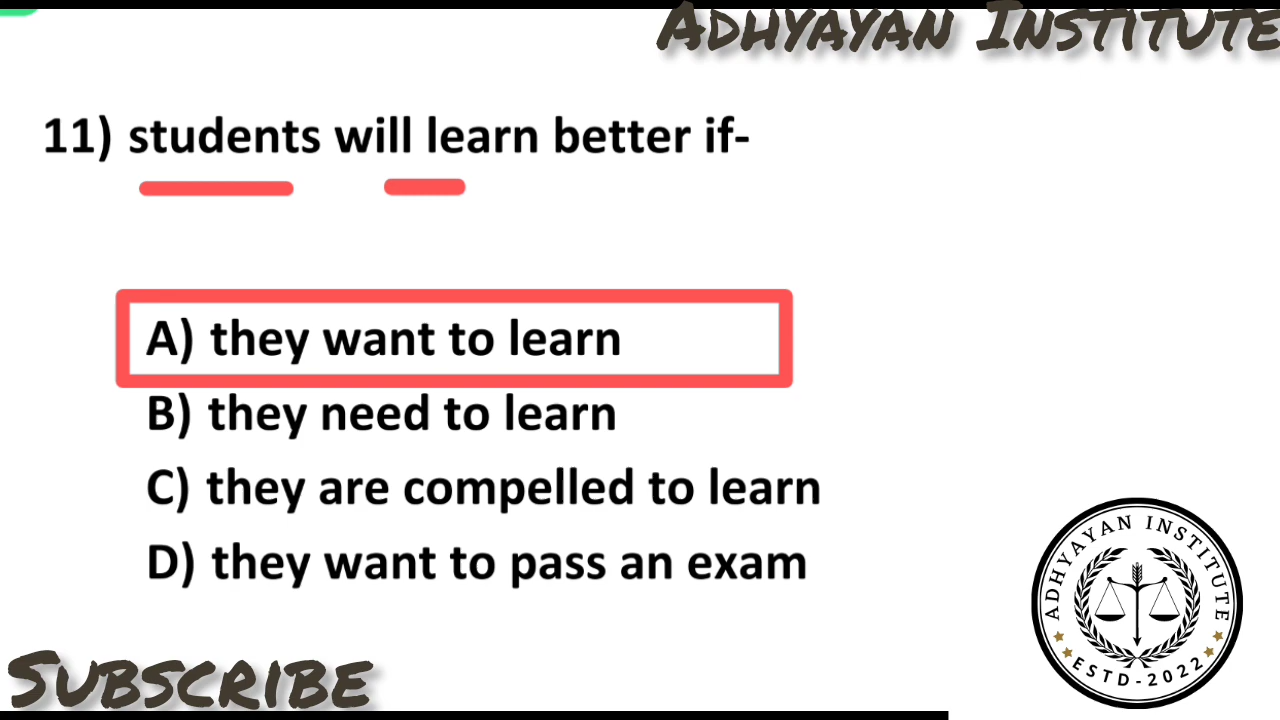 Adhyayan Institute
11) students will learn better if-
A) they want to learn
B) they need to learn
C) they are compelled to learn
D) they want to pass an exam
ADHYAYAN INSTITUTE
ESTD-2022
Subscribe